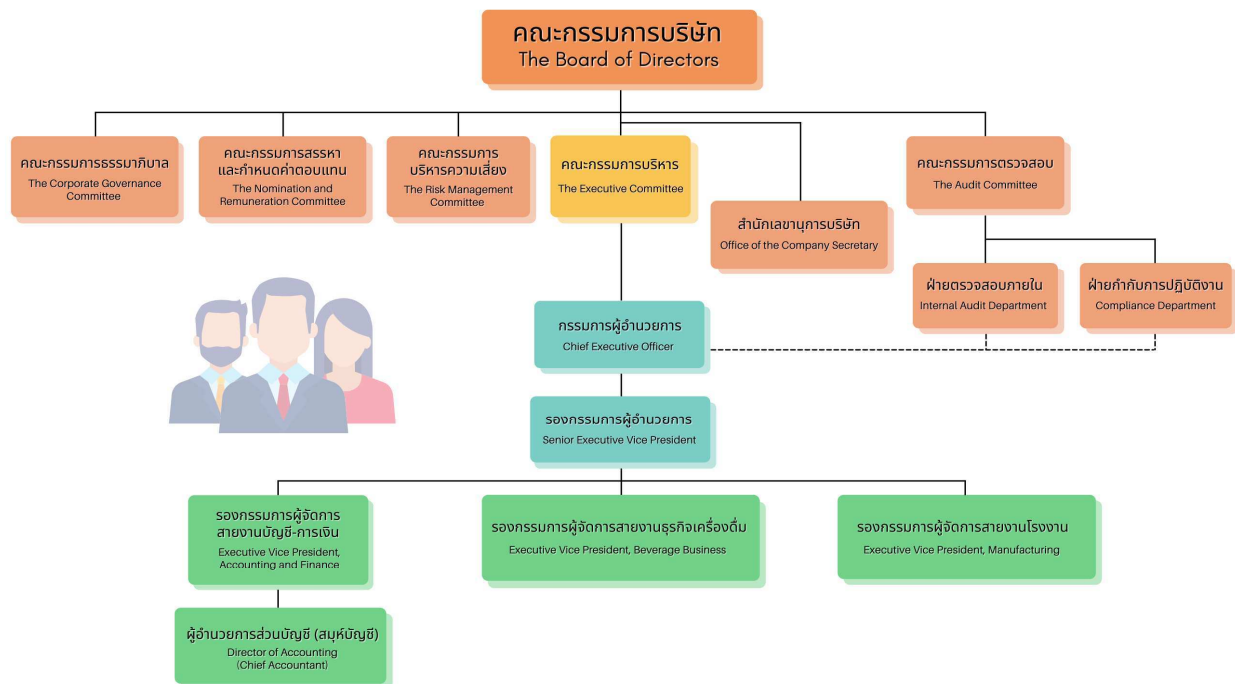 คณะกรรมการบริษัท
The Board of Directors
คณะกรรมการธรรมาภิบาล
The Corporate Governance
Committee
คณะกรรมการสรรหา
และกำหนดค่าตอบแทน
The Nomination and
Remuneration Committee
คณะกรรมการ
บริหารความเสี่ยง
The Risk Management
Committee
คณะกรรมการบริหาร
The Executive Committee
คณะกรรมการตรวจสอบ
The Audit Committee
สำนักเลขานุการบริษัท
Office of the Company Secretary
ฝ่ายตรวจสอบภายใน
Internal Audit Department
ฝ่ายกำกับการปฏิบัติงาน
Compliance Department
กรรมการผู้อำนวยการ
Chief Executive Officer
รองกรรมการผู้อำนวยการ
Senior Executive Vice President
รองกรรมการผู้จัดการ
สายงานบัญชี-การเงิน
Executive Vice President,
Accounting and Finance
รองกรรมการผู้จัดการสายงานธุรกิจเครื่องดื่ม
Executive Vice President, Beverage Business
รองกรรมการผู้จัดการสายงานโรงงาน
Executive Vice President, Manufacturing
ผู้อำนวยการส่วนบัญชี (สมุห์บัญชี)
Director of Accounting
(Chief Accountant)